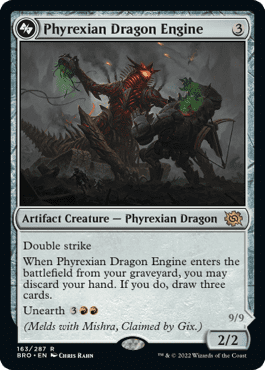 Phyrexian Dragon Engine 3
Artifact Creature — Phyrexian Dragon
Double strike
When Phyrexian Dragon Engine enters the
battlefield from your graveyard, you may
discard your hand. If you do, draw three
cards.
Unearth 3
(Melds with Mishra, Claimed by Gix.)
9/9
2/2
163/287 R
BRO • EN Chris Rahn
™ & © 2022 Wizards of the Coast